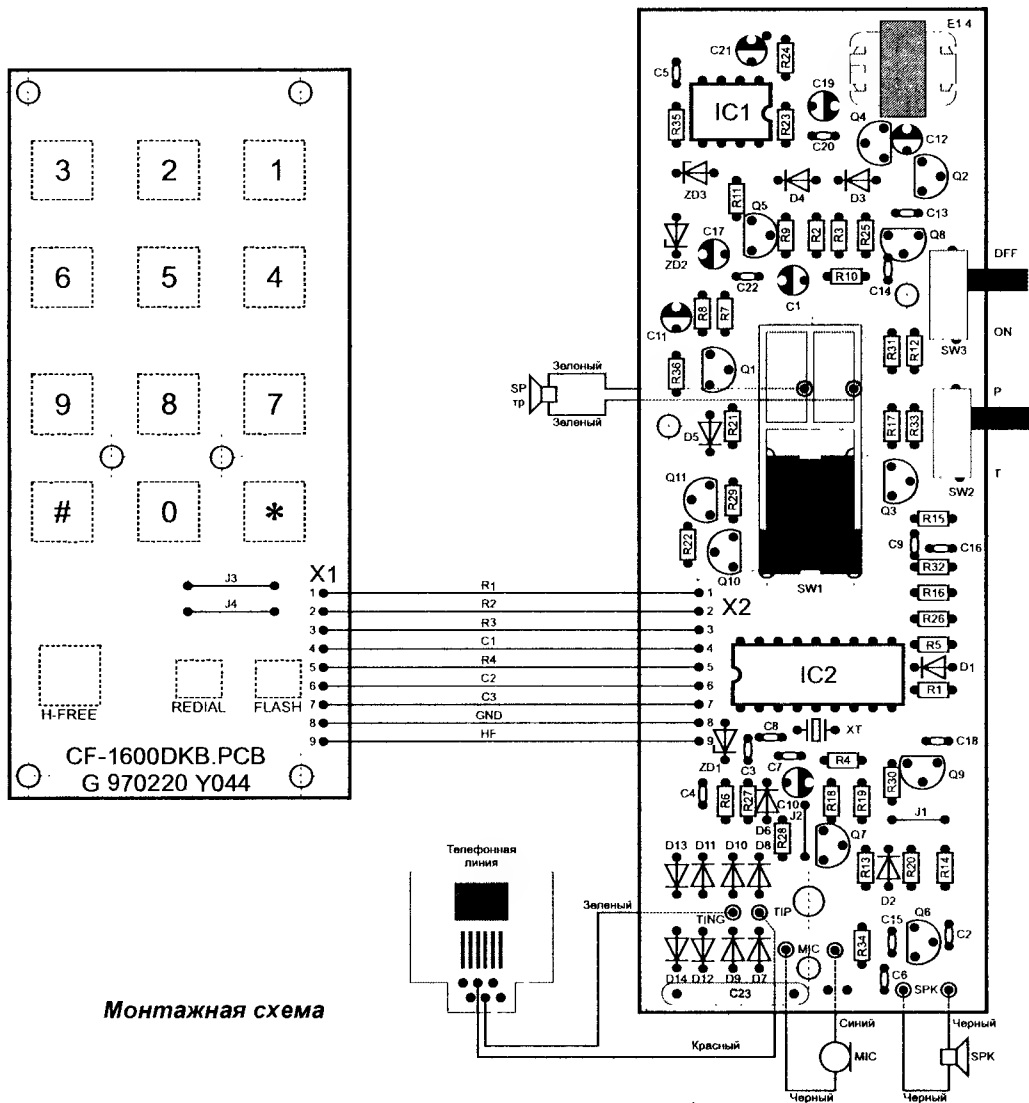 3 2 1
6 5 4
9 8 7
# 0 *
J3
J4
X1
1
2
3
4
5
6
7
8
9
H-FREE REDIAL FLASH
CF-1600DKB.PCB
G 970220 Y044
R1
R2
R3
C1
R4
C2
C3
GND
HF
E1 4
C21
R24
C5
IC1
C19
R35
R23
C20
Q4
C12
Q2
ZD3
R11
Q5
D4
D3
C13
ZD2
C17
R9
R2
R3
R25
Q8
C22
C1
R10
C14
DFF
ON
SW3
C11
R8
R7
R31
R12
R36
Q1
P
SP
тр
Зелоный
Зеленый
D5
R21
R17
R33
SW2
T
Q11
R29
Q3
R22
Q10
R15
C9
C16
R32
SW1
R16
X2
1
2
3
4
5
6
7
8
9
R26
R5
IC2
D1
R1
C8
XT
ZD1
C3
C7
R4
C18
Q9
C4
R6
R27
D6
C10
J2
R18
R19
R30
J1
R28
Q7
D13 D11 D10 D8
R13
D2
R20
R14
Телефонная
линия
Зеленый
TING
TIP
MIC
R34
C15
Q6
C2
D14 D12 D9 D7
C23
C6
SPK
Монтажная схема
Красный
Синий
MIC
Черный
Черный
SPK
Черный